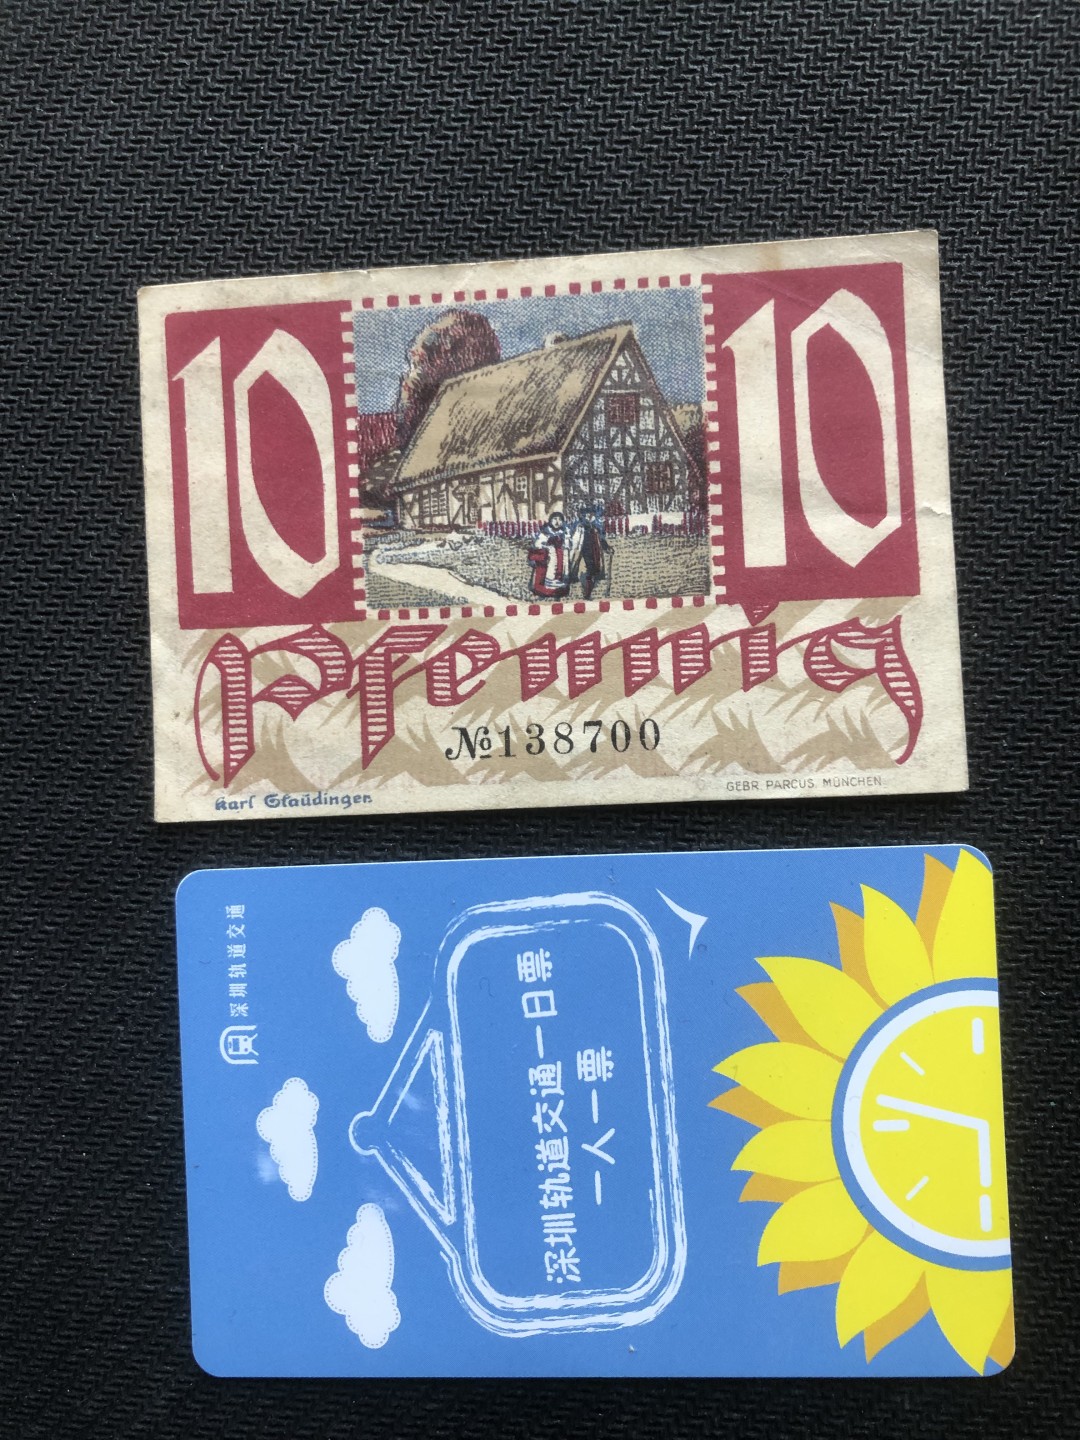 10
10
Pfennig
№138700
Karl Staudinger.
GEBR. PARCUS. MÜNCHEN.
深圳轨道交通
深圳轨道交通一日票
一人一票